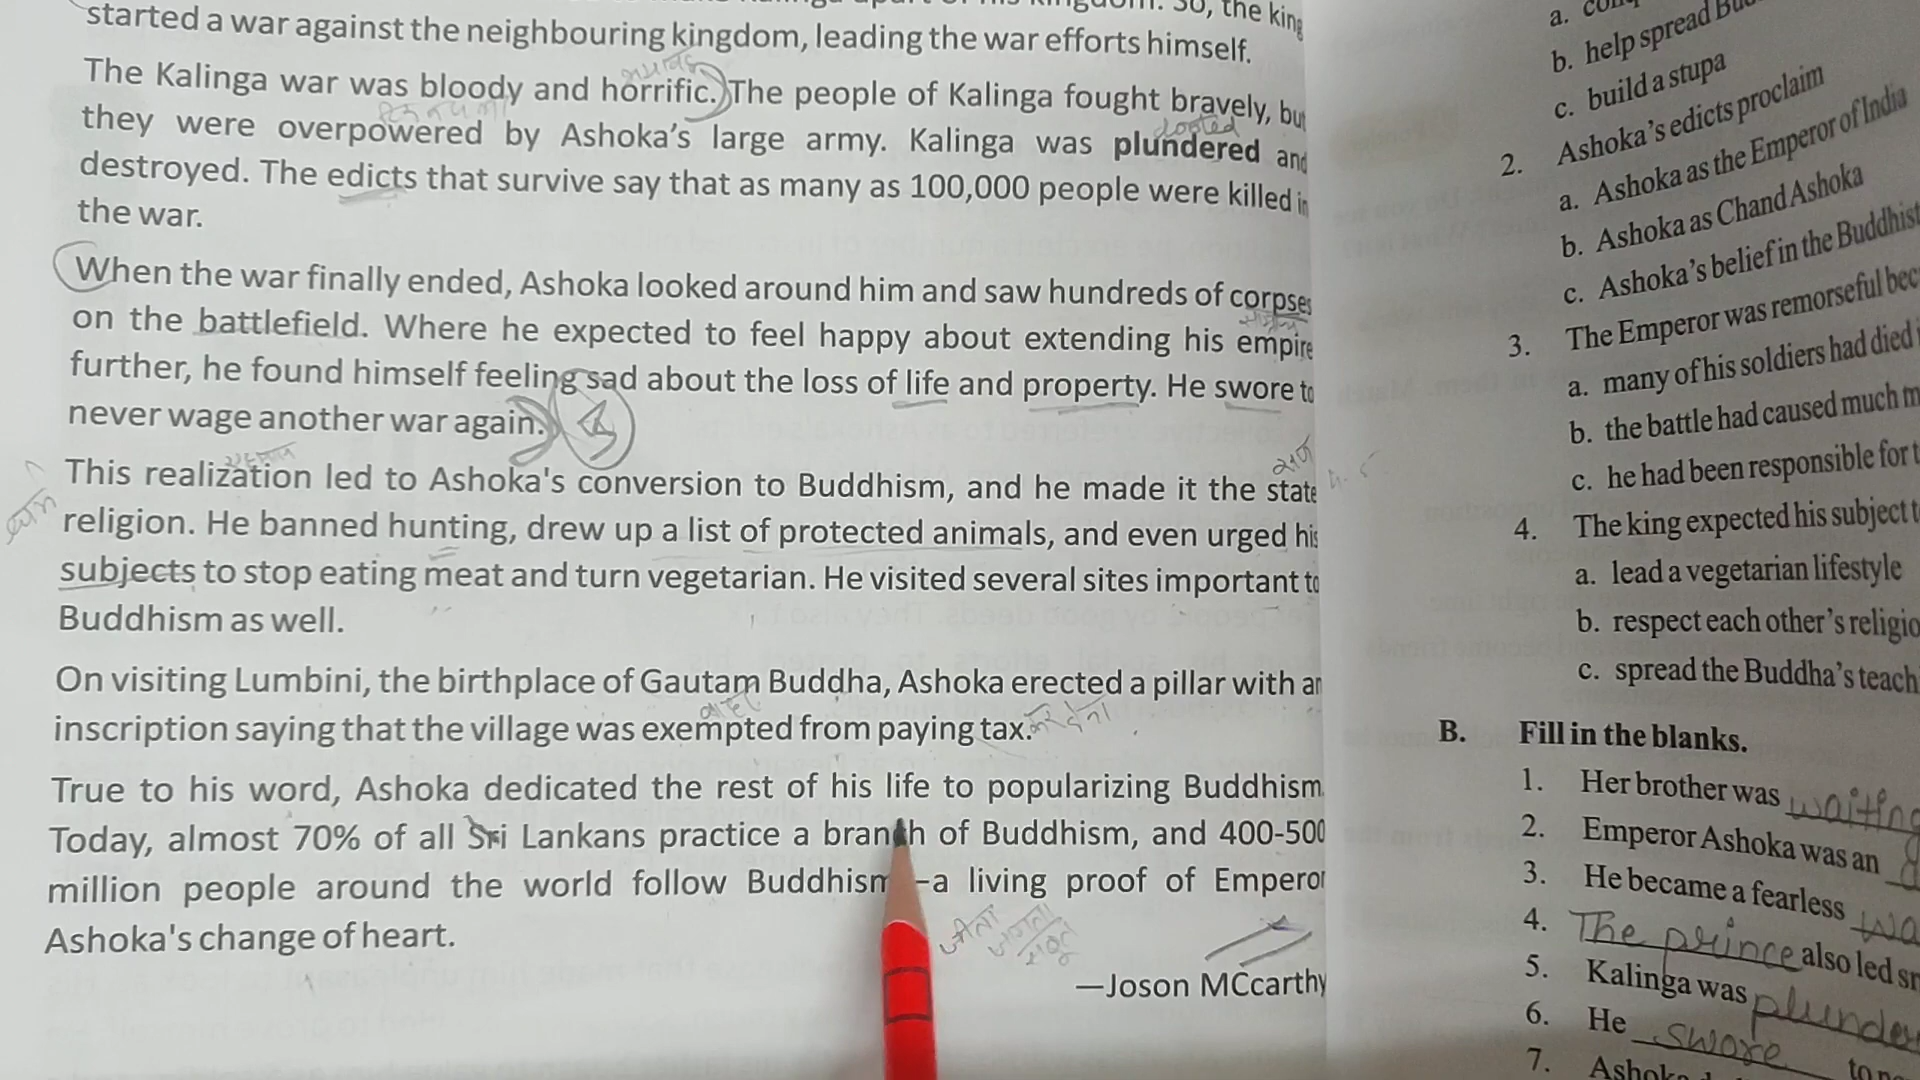 started a war against the neighbouring kingdom, leading the war efforts himself.
The Kalinga war was bloody and horrific. The people of Kalinga fought bravely, but
they were overpowered by Ashoka's large army. Kalinga was plundered and
looted
destroyed. The edicts that survive say that as many as 100,000 people were killed in
the war.
When the war finally ended, Ashoka looked around him and saw hundreds of corpses
on the battlefield. Where he expected to feel happy about extending his empire
further, he found himself feeling sad about the loss of life and property. He swore to
never wage another war again.
This realization led to Ashoka's conversion to Buddhism, and he made it the state
religion. He banned hunting, drew up a list of protected animals, and even urged his
subjects to stop eating meat and turn vegetarian. He visited several sites important to
Buddhism as well.
On visiting Lumbini, the birthplace of Gautam Buddha, Ashoka erected a pillar with an
inscription saying that the village was exempted from paying tax.
True to his word, Ashoka dedicated the rest of his life to popularizing Buddhism
Today, almost 70% of all Sri Lankans practice a branch of Buddhism, and 400-500
million people around the world follow Buddhism—a living proof of Emperor
Ashoka's change of heart.
—Joson MCcarthy
a.
b. help spread
c. build a stupa
2. Ashoka's edicts proclaim
a. Ashoka as the Emperor of India
b. Ashoka as Chand Ashoka
c. Ashoka's belief in the Buddhist
3. The Emperor was remorseful bec
a. many of his soldiers had died i
b. the battle had caused much m
c. he had been responsible for t
4. The king expected his subject t
a. lead a vegetarian lifestyle
b. respect each other's religio
c. spread the Buddha's teach
B. Fill in the blanks.
1. Her brother was waiting
2. Emperor Ashoka was an
3. He became a fearless wa
4. The prince also led sm
5. Kalinga was plunder
6. He swore to n
7. Ashoka